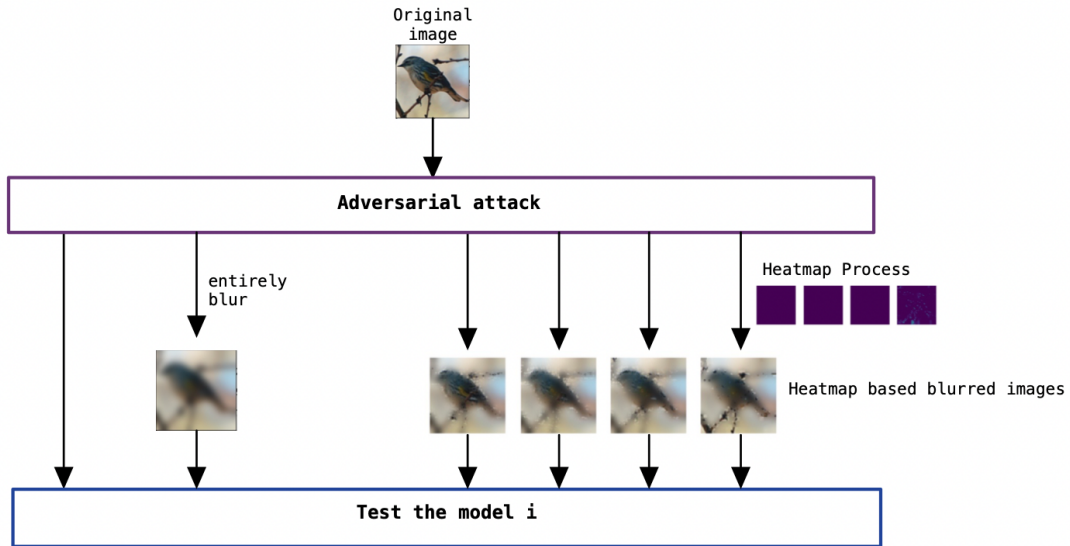 Original
image
Adversarial attack
entirely
blur
Heatmap Process
Heatmap based blurred images
Test the model i